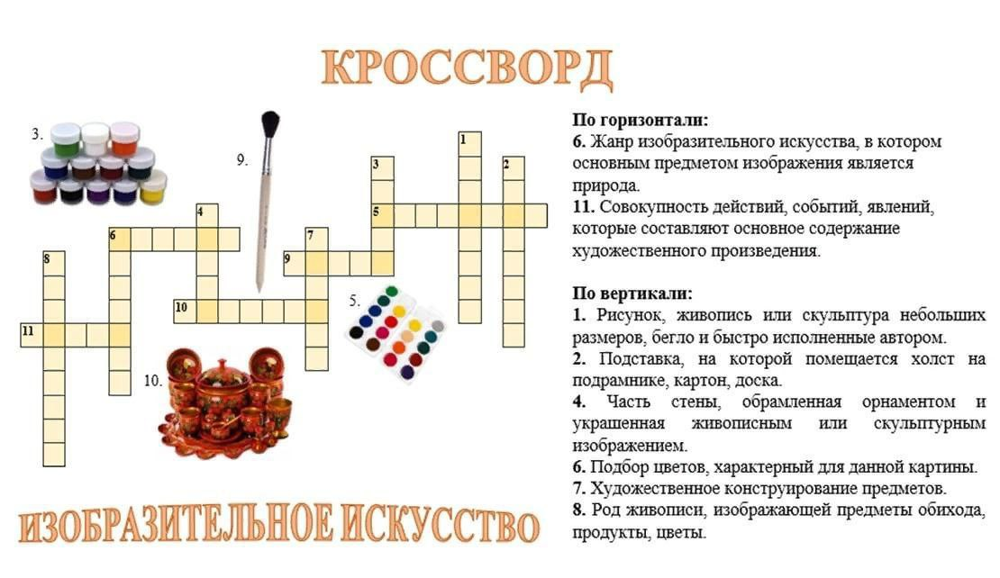 КРОССВОРД
3.
9.
1
3
2
4
5
6
7
8
9
10
5.
11
10.
ИЗОБРАЗИТЕЛЬНОЕ ИСКУССТВО
По горизонтали:
6. Жанр изобразительного искусства, в котором
основным предметом изображения является
природа.
11. Совокупность действий, событий, явлений,
которые составляют основное содержание
художественного произведения.
По вертикали:
1. Рисунок, живопись или скульптура небольших
размеров, бегло и быстро исполненные автором.
2. Подставка, на которой помещается холст на
подрамнике, картон, доска.
4. Часть стены, обрамленная орнаментом и
украшенная живописным или скульптурным
изображением.
6. Подбор цветов, характерный для данной картины.
7. Художественное конструирование предметов.
8. Род живописи, изображающей предметы обихода,
продукты, цветы.